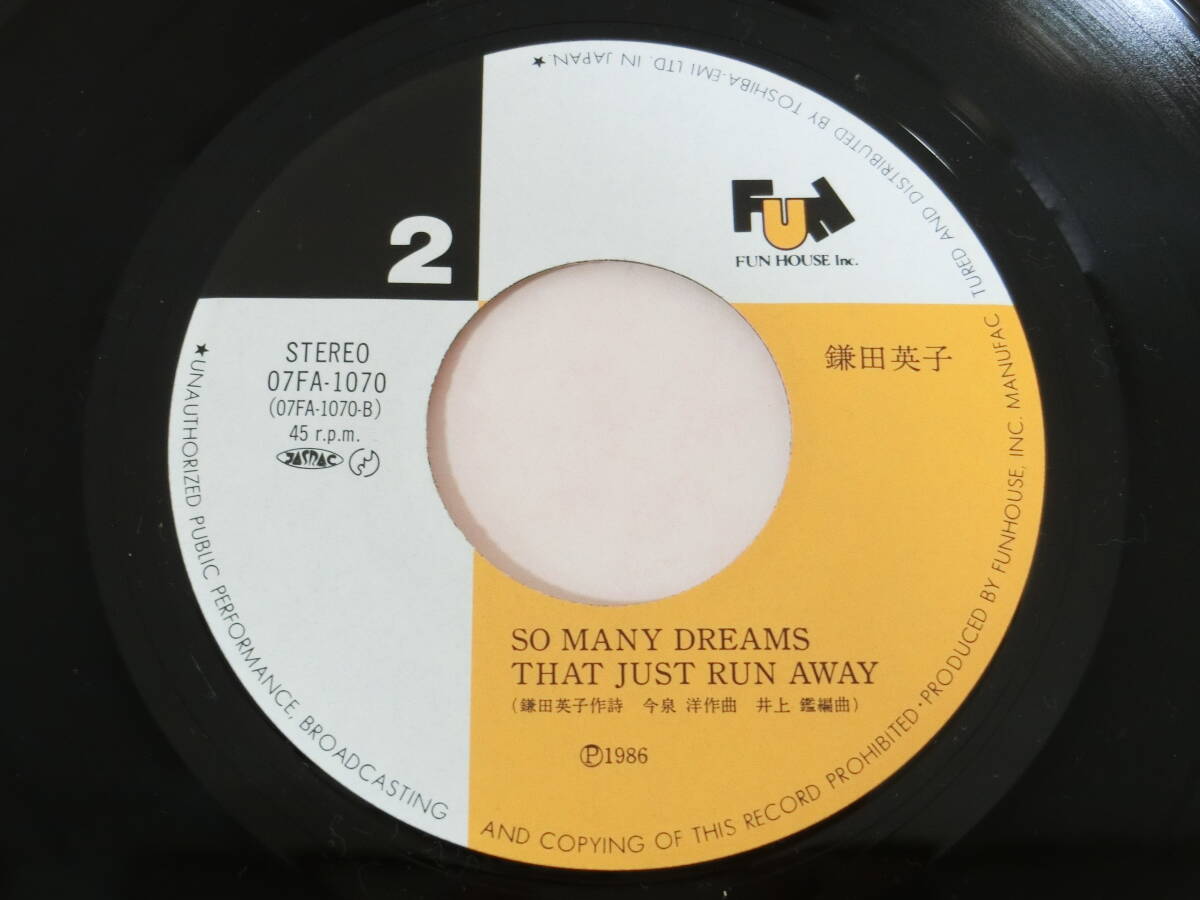 2
FUN
FUN HOUSE Inc.
STEREO
07FA-1070
(07FA-1070-B)
45 r.p.m.
JASRAC
鎌田英子
SO MANY DREAMS
THAT JUST RUN AWAY
(鎌田英子作詩 今泉 洋作曲 井上 鑑編曲)
Ⓟ1986
★UNAUTHORIZED PUBLIC PERFORMANCE, BROADCASTING AND COPYING OF THIS RECORD PROHIBITED・PRODUCED BY FUNHOUSE, INC. MANUFACTURED AND DISTRIBUTED BY TOSHIBA-EMI LTD. IN JAPAN.★